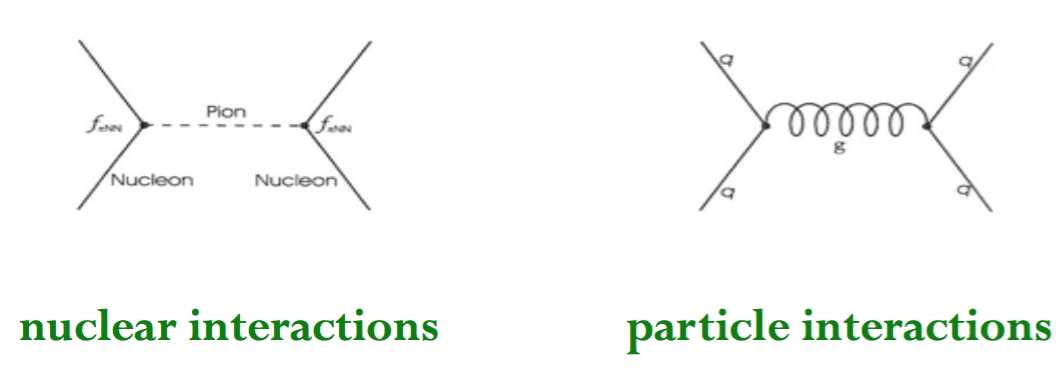 Pion
fπNN
fπNN
Nucleon
Nucleon
nuclear interactions
q
q
g
q
q
particle interactions